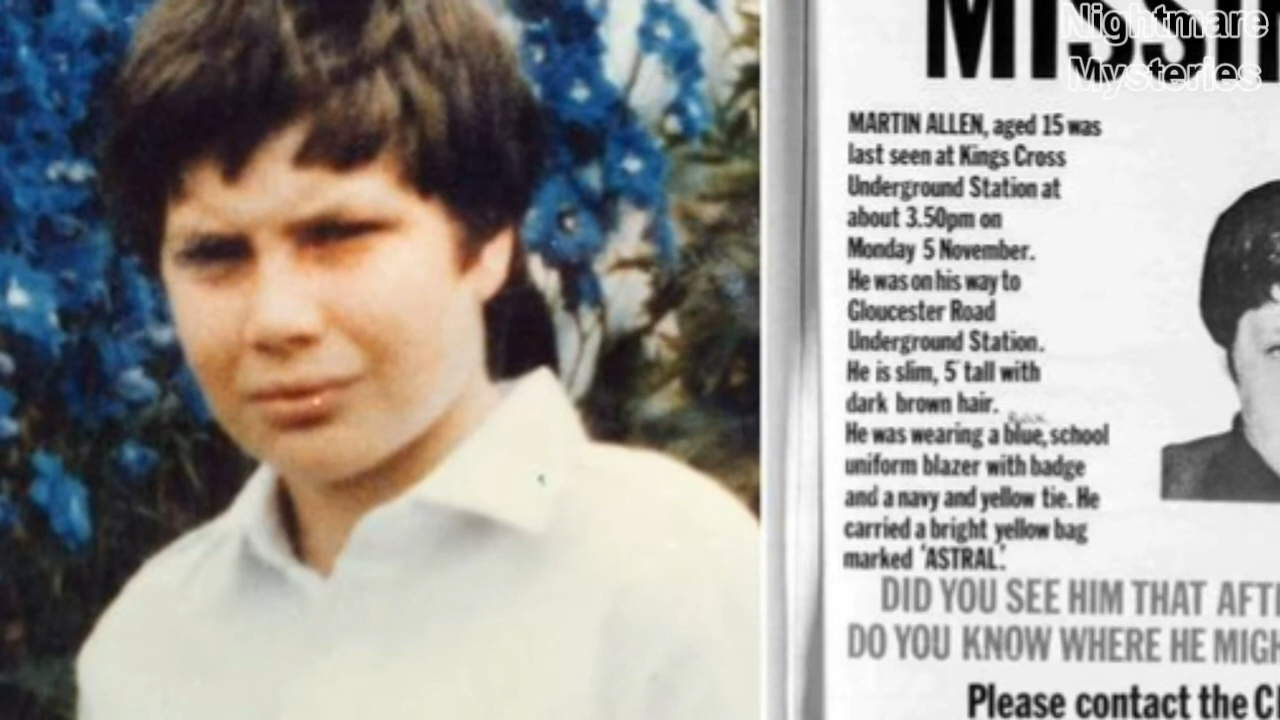 MISSI
Nightmare
Mysteries
MARTIN ALLEN, aged 15 was
last seen at Kings Cross
Underground Station at
about 3.50pm on
Monday 5 November.
He was on his way to
Gloucester Road
Underground Station.
He is slim, 5' tall with
dark brown hair.
He was wearing a blue, school
uniform blazer with badge
and a navy and yellow tie. He
carried a bright yellow bag
marked 'ASTRAL'.
DID YOU SEE HIM THAT AFT
DO YOU KNOW WHERE HE MIGH
Please contact the C